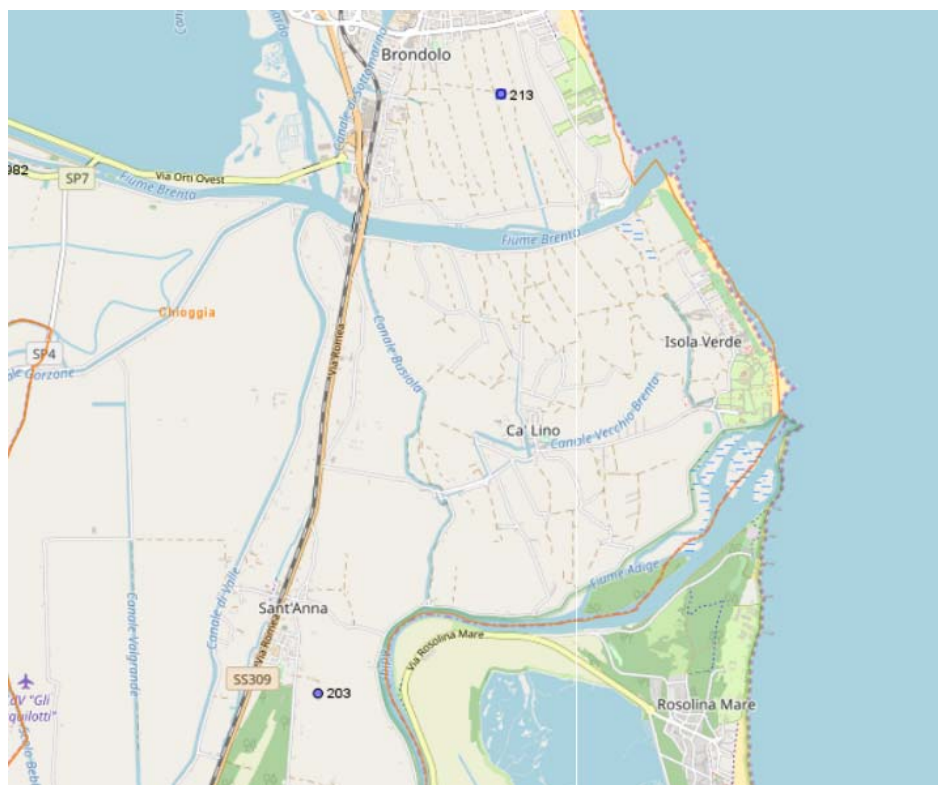 Canale di Sottomarina
Brondolo
213
982
SP7
Via Orti Ovest
Fiume Brenta
Fiume Brenta
Chioggia
SP4
Canale Busiola
Via Romea
Isola Verde
Ca' Lino
Canale Vecchio Brenta
Fiume Adige
Canale di Valle
Canale Valgrande
Sant'Anna
Via Romea
Via Rosolina Mare
SS309
203
Rosolina Mare